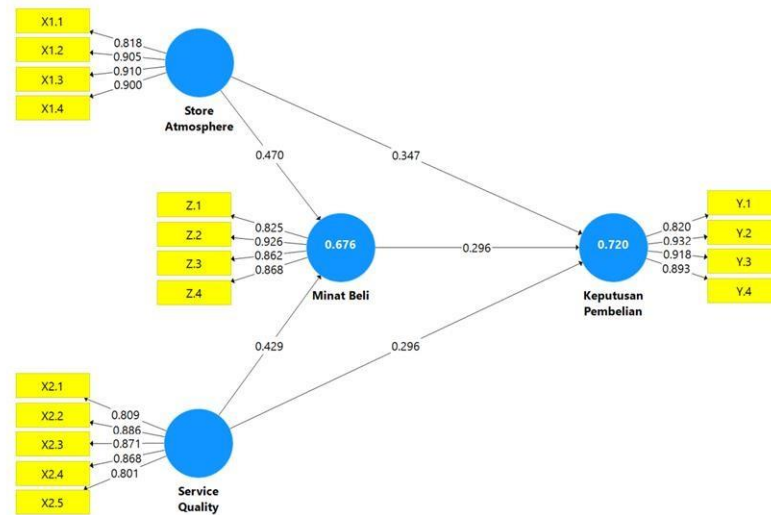 X1.1
X1.2
X1.3
X1.4
0.818
0.905
0.910
0.900
Store
Atmosphere
0.470
0.347
Z.1
Z.2
Z.3
Z.4
0.825
0.926
0.862
0.868
0.676
Minat Beli
0.296
0.720
Keputusan
Pembelian
0.820
0.932
0.918
0.893
Y.1
Y.2
Y.3
Y.4
0.429
0.296
X2.1
X2.2
X2.3
X2.4
X2.5
0.809
0.886
0.871
0.868
0.801
Service
Quality